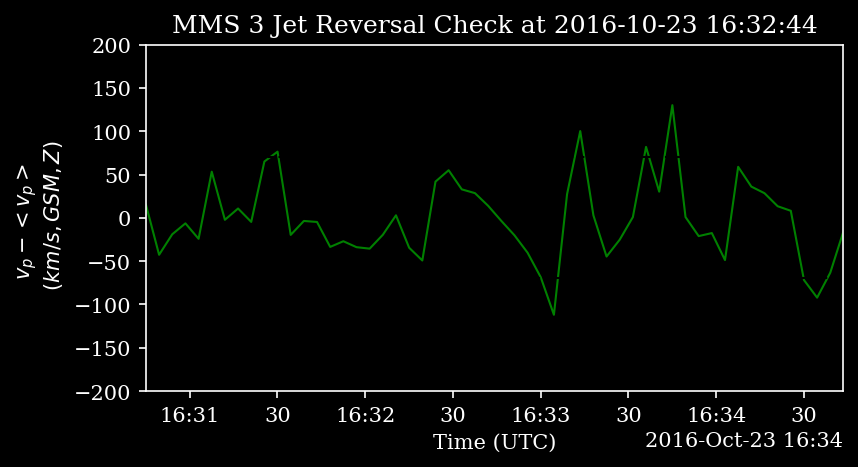 MMS 3 Jet Reversal Check at 2016-10-23 16:32:44
200
150
100
50
0
−50
−100
−150
−200
v_p − < v_p >
(km/s, GSM, Z)
16:31 30 16:32 30 16:33 30 16:34 30
Time (UTC)
2016-Oct-23 16:34